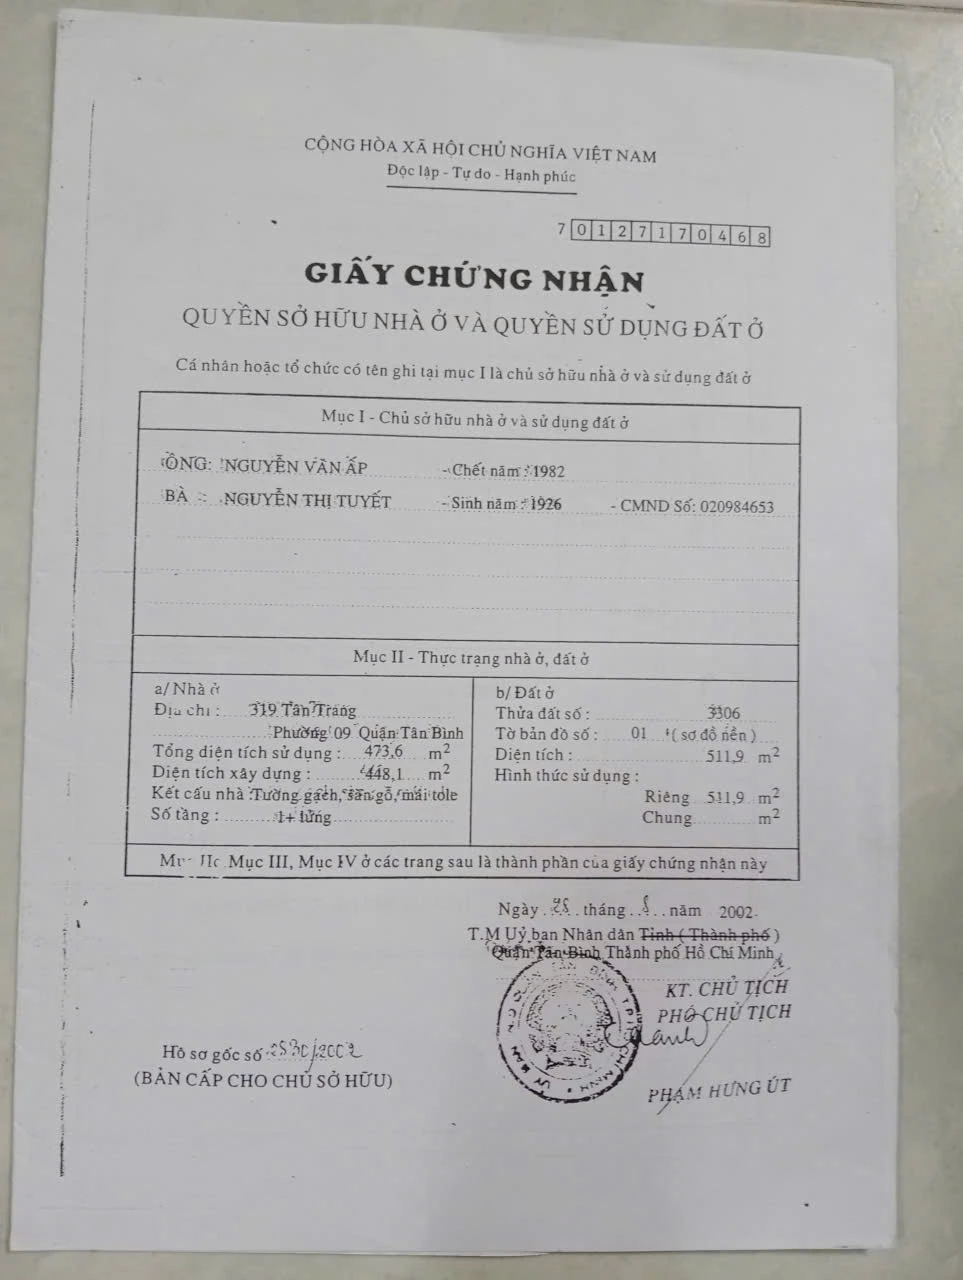 CỘNG HÒA XÃ HỘI CHỦ NGHĨA VIỆT NAM
Độc lập - Tự do - Hạnh phúc
7 0 1 2 7 1 7 0 4 6 8
GIẤY CHỨNG NHẬN
QUYỀN SỞ HỮU NHÀ Ở VÀ QUYỀN SỬ DỤNG ĐẤT Ở
Cá nhân hoặc tổ chức có tên ghi tại mục I là chủ sở hữu nhà ở và sử dụng đất ở
Mục I - Chủ sở hữu nhà ở và sử dụng đất ở
ÔNG: NGUYỄN VĂN ẤP - Chết năm : 1982
BÀ : NGUYỄN THỊ TUYẾT - Sinh năm : 1926 - CMND Số: 020984653
Mục II - Thực trạng nhà ở, đất ở
a/ Nhà ở
Địa chỉ : 319 Tân Trang
Phường 09 Quận Tân Bình
Tổng diện tích sử dụng : 473,6 m²
Diện tích xây dựng : 448,1 m²
Kết cấu nhà : Tường gạch, sàn gỗ, mái tole
Số tầng : 1+ lửng
b/ Đất ở
Thửa đất số : 3306
Tờ bản đồ số : 01 ( sơ đồ nền )
Diện tích : 511,9 m²
Hình thức sử dụng :
Riêng 511,9 m²
Chung m²
Mục III, Mục IV ở các trang sau là thành phần của giấy chứng nhận này
Ngày tháng năm 2002
T.M Uỷ ban Nhân dân Tỉnh ( Thành phố )
Quận Tân Bình Thành phố Hồ Chí Minh
KT. CHỦ TỊCH
PHÓ CHỦ TỊCH
PHẠM HƯNG ÚT
Hồ sơ gốc số /2002
(BẢN CẤP CHO CHỦ SỞ HỮU)